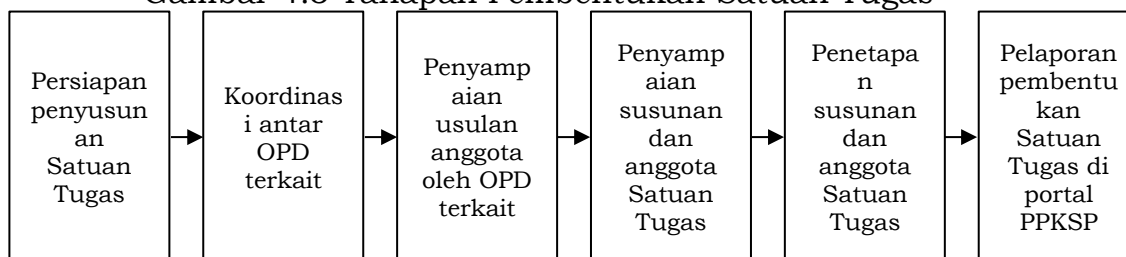 Gambar 4.3 Tahapan Pembentukan Satuan Tugas
Persiapan
penyusun
an
Satuan
Tugas
Koordinas
i antar
OPD
terkait
Penyamp
aian
usulan
anggota
oleh OPD
terkait
Penyamp
aian
susunan
dan
anggota
Satuan
Tugas
Penetapa
n
susunan
dan
anggota
Satuan
Tugas
Pelaporan
pembentu
kan
Satuan
Tugas di
portal
PPKSP